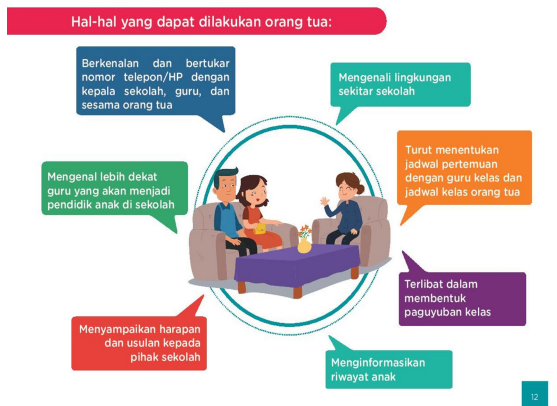 Hal-hal yang dapat dilakukan orang tua:
Berkenalan dan bertukar
nomor telepon/HP dengan
kepala sekolah, guru, dan
sesama orang tua
Mengenali lingkungan
sekitar sekolah
Turut menentukan
jadwal pertemuan
dengan guru kelas dan
jadwal kelas orang tua
Mengenal lebih dekat
guru yang akan menjadi
pendidik anak di sekolah
Terlibat dalam
membentuk
paguyuban kelas
Menyampaikan harapan
dan usulan kepada
pihak sekolah
Menginformasikan
riwayat anak
12